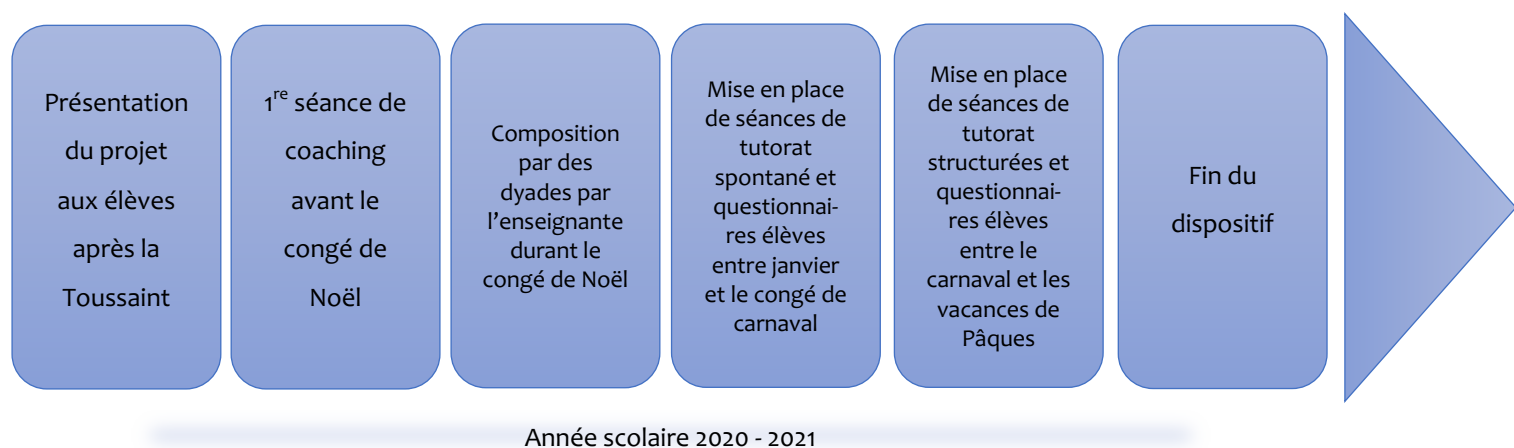 Présentation
du projet
aux élèves
après la
Toussaint
1re séance de
coaching
avant le
congé de
Noël
Composition
par des
dyades par
l’enseignante
durant le
congé de Noël
Mise en place
de séances de
tutorat
spontané et
questionnai-
res élèves
entre janvier
et le congé de
carnaval
Mise en place
de séances de
tutorat
structurées et
questionnai-
res élèves
entre le
carnaval et les
vacances de
Pâques
Fin du
dispositif
Année scolaire 2020 - 2021